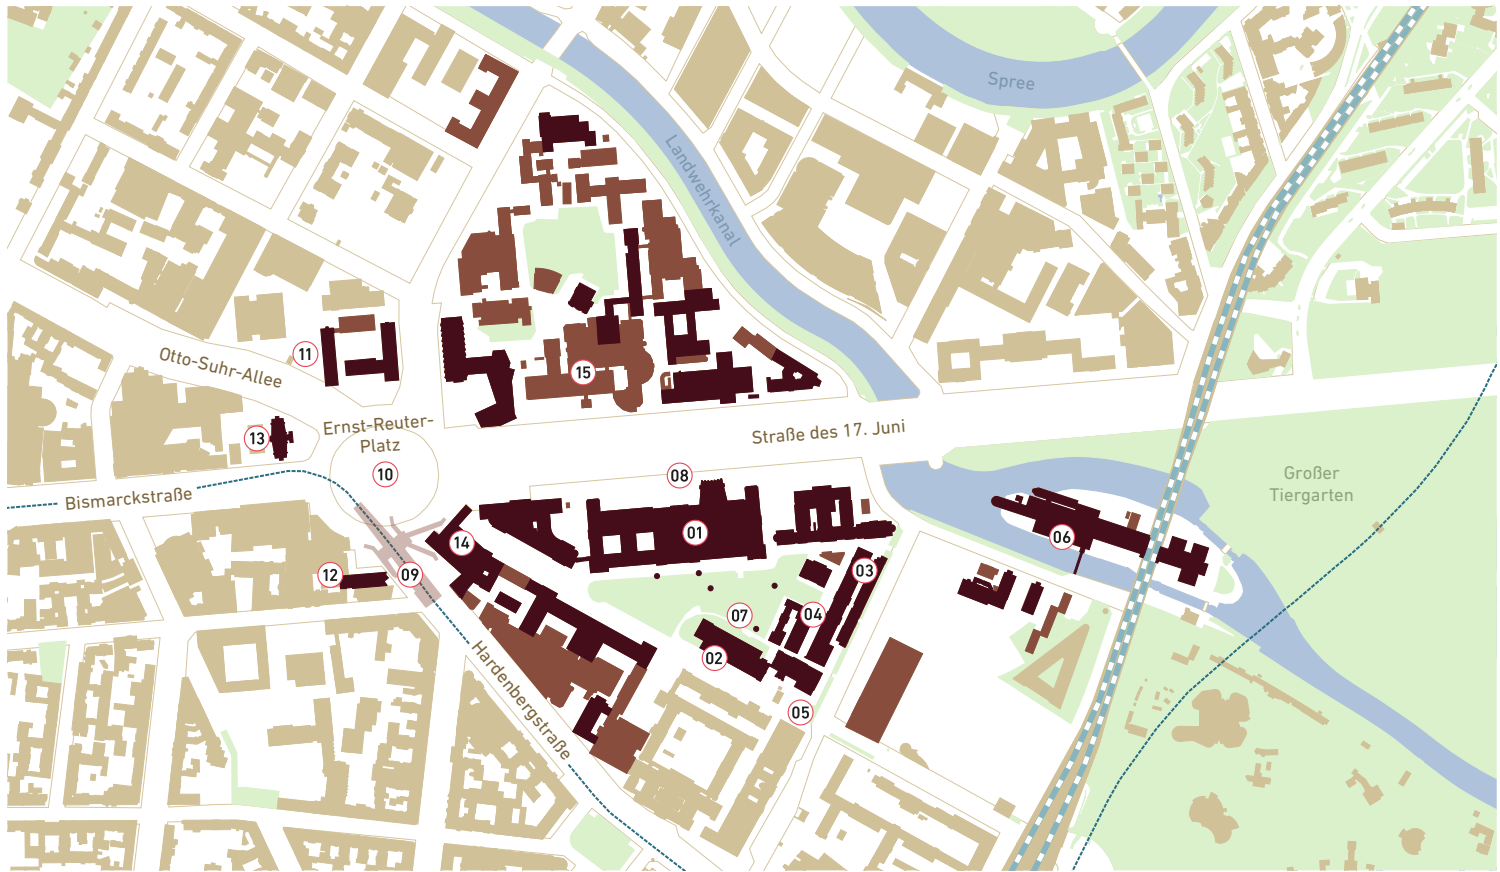 Spree
Landwehrkanal
11
Otto-Suhr-Allee
15
13
Ernst-Reuter-
Platz
10
Straße des 17. Juni
08
Bismarckstraße
Großer
Tiergarten
01
06
14
12
09
03
04
07
02
05
Hardenbergstraße